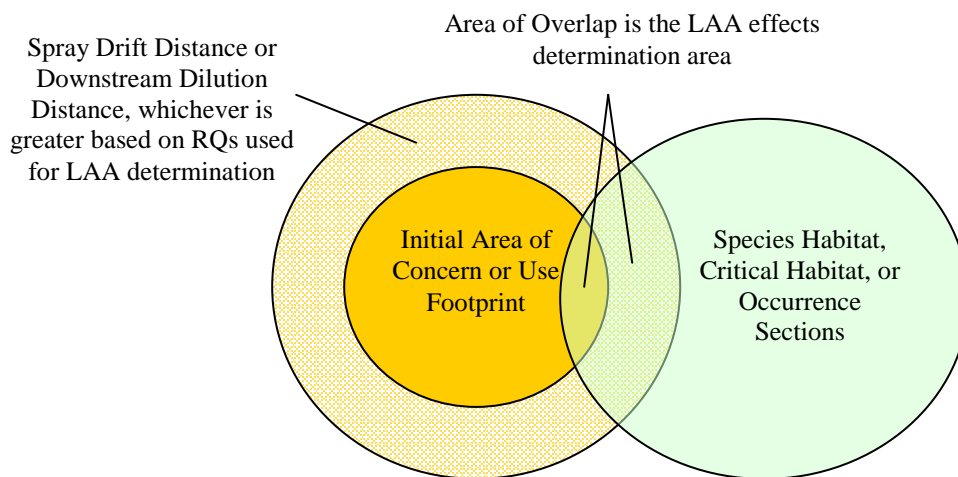 Spray Drift Distance or
Downstream Dilution
Distance, whichever is
greater based on RQs used
for LAA determination
Area of Overlap is the LAA effects
determination area
Initial Area of
Concern or Use
Footprint
Species Habitat,
Critical Habitat, or
Occurrence
Sections